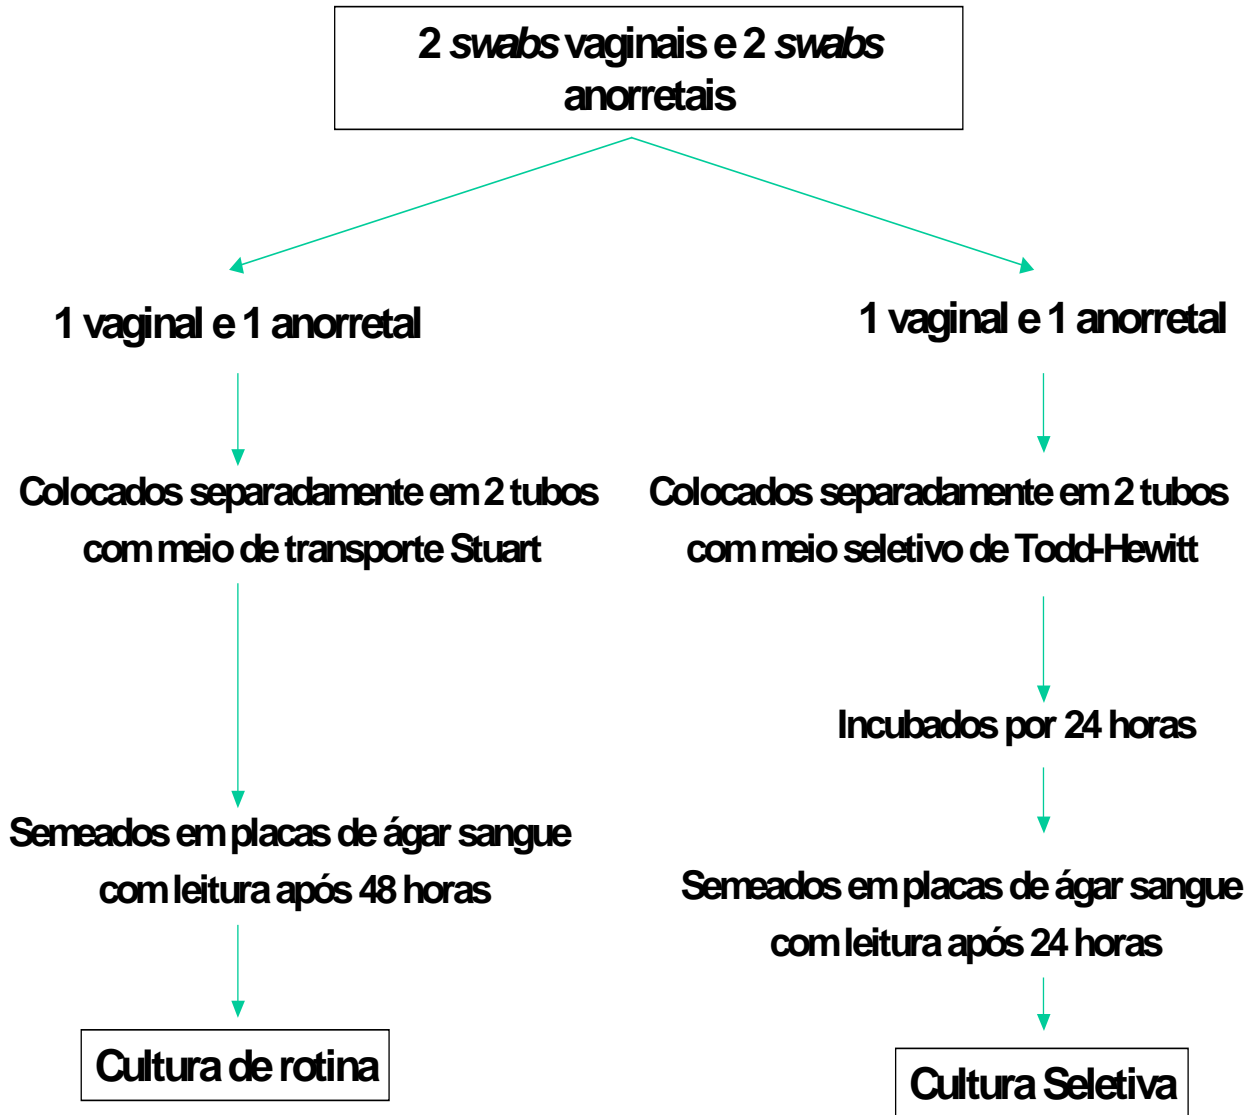 2 swabs vaginais e 2 swabs
anorretais
1 vaginal e 1 anorretal
Colocados separadamente em 2 tubos
com meio de transporte Stuart
Semeados em placas de ágar sangue
com leitura após 48 horas
Cultura de rotina
1 vaginal e 1 anorretal
Colocados separadamente em 2 tubos
com meio seletivo de Todd-Hewitt
Incubados por 24 horas
Semeados em placas de ágar sangue
com leitura após 24 horas
Cultura Seletiva